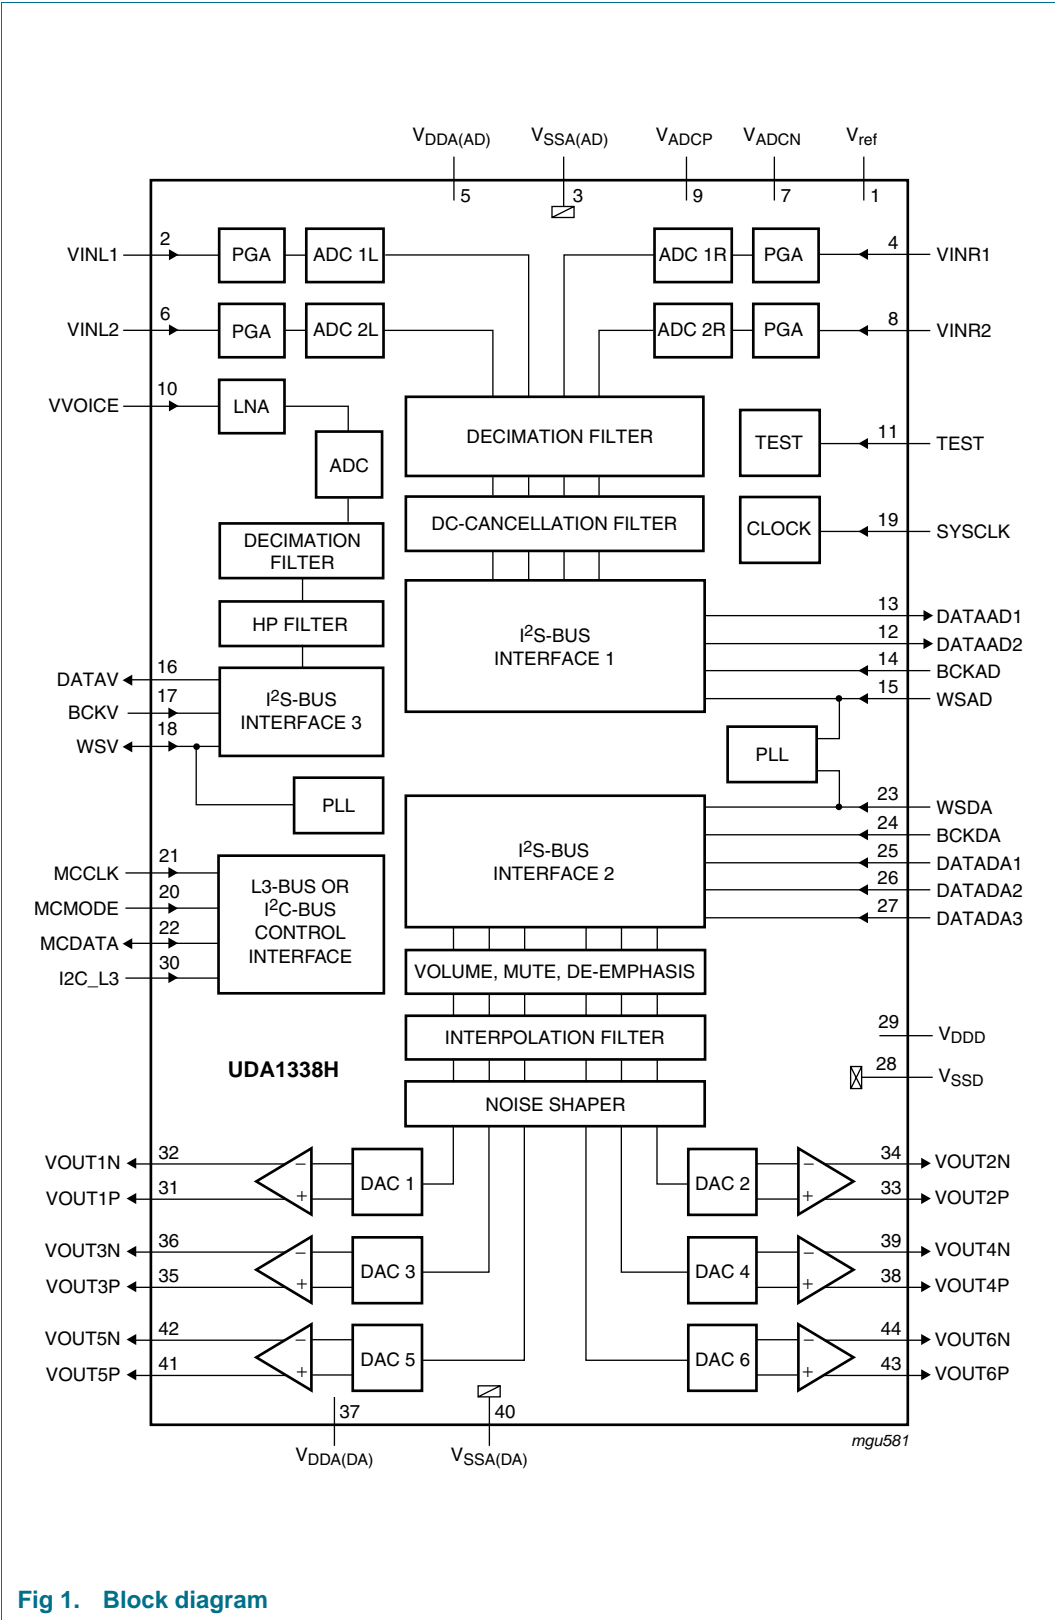 VDDA(AD) VSSA(AD) VADCP VADCN Vref
5 3 9 7 1
VINL1 2 PGA ADC 1L ADC 1R PGA 4 VINR1
VINL2 6 PGA ADC 2L ADC 2R PGA 8 VINR2
VVOICE 10 LNA
DECIMATION FILTER TEST 11 TEST
ADC
DC-CANCELLATION FILTER CLOCK 19 SYSCLK
DECIMATION
FILTER
HP FILTER
I2S-BUS
INTERFACE 1
13 DATAAD1
12 DATAAD2
14 BCKAD
15 WSAD
DATAV 16
BCKV 17
WSV 18
I2S-BUS
INTERFACE 3
PLL
PLL
I2S-BUS
INTERFACE 2
23 WSDA
24 BCKDA
25 DATADA1
26 DATADA2
27 DATADA3
MCCLK 21
MCMODE 20
MCDATA 22
I2C_L3 30
L3-BUS OR
I2C-BUS
CONTROL
INTERFACE
VOLUME, MUTE, DE-EMPHASIS
INTERPOLATION FILTER
29 VDDD
UDA1338H
28 VSSD
NOISE SHAPER
VOUT1N 32 − DAC 1 DAC 2 − 34 VOUT2N
VOUT1P 31 + + 33 VOUT2P
VOUT3N 36 − DAC 3 DAC 4 − 39 VOUT4N
VOUT3P 35 + + 38 VOUT4P
VOUT5N 42 − DAC 5 DAC 6 − 44 VOUT6N
VOUT5P 41 + + 43 VOUT6P
37 40
VDDA(DA) VSSA(DA)
mgu581
Fig 1. Block diagram